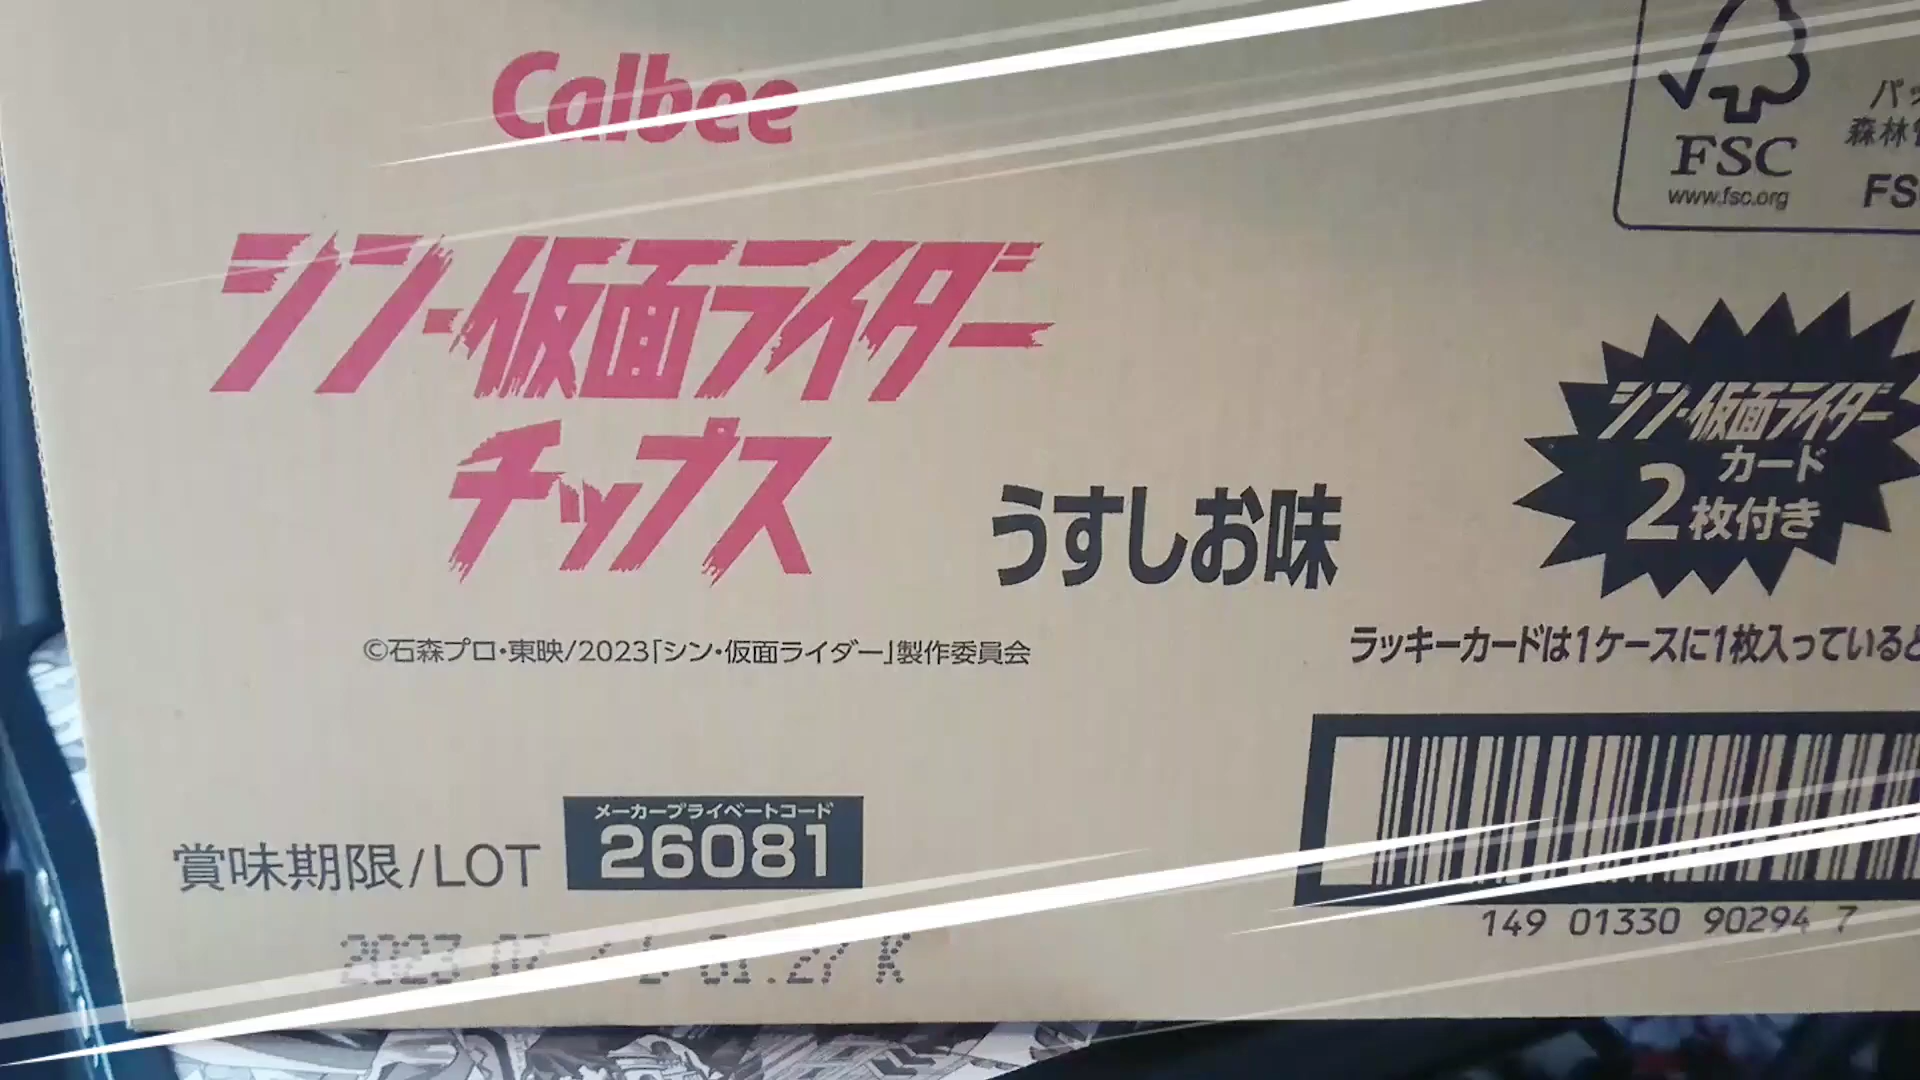 Calbee
シン・仮面ライダー
チップス
うすしお味
©石森プロ・東映/2023「シン・仮面ライダー」製作委員会
賞味期限/LOT
メーカープライベートコード
26081
FSC
www.fsc.org
シン・仮面ライダー
カード
2枚付き
ラッキーカードは1ケースに1枚入っていると
149 01330 90294 7